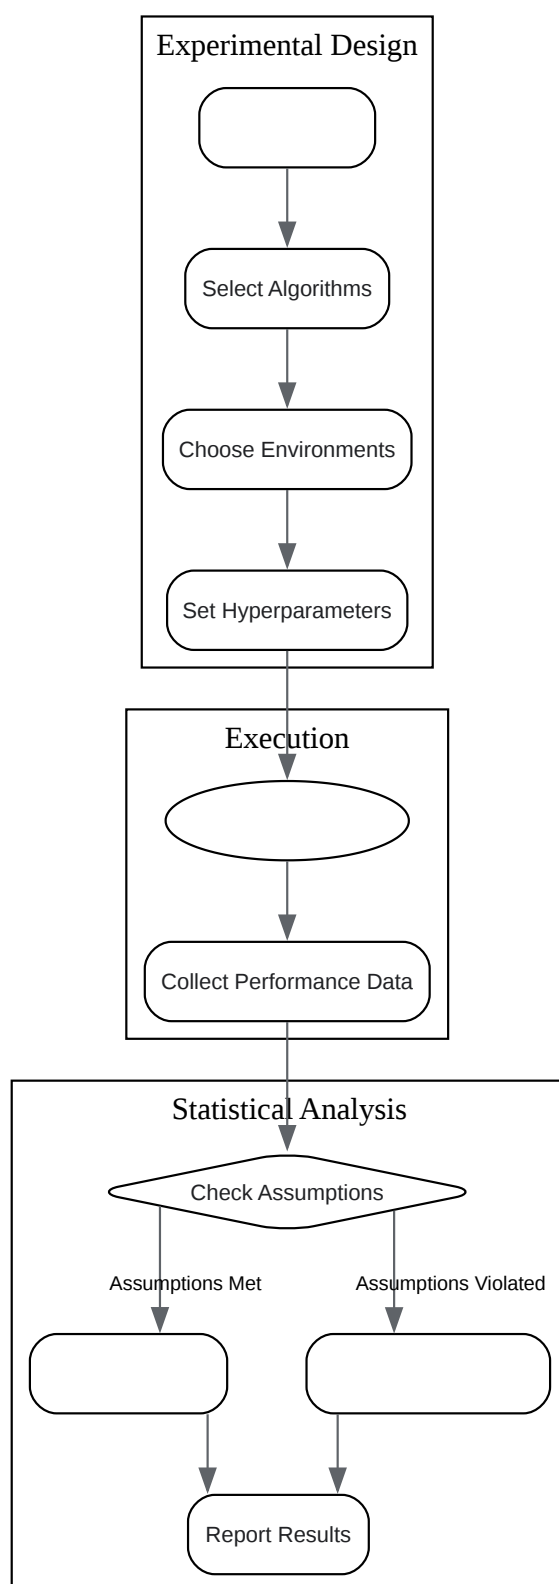 Experimental Design
Select Algorithms
Choose Environments
Set Hyperparameters
Execution
Collect Performance Data
Statistical Analysis
Check Assumptions
Assumptions Met
Assumptions Violated
Report Results